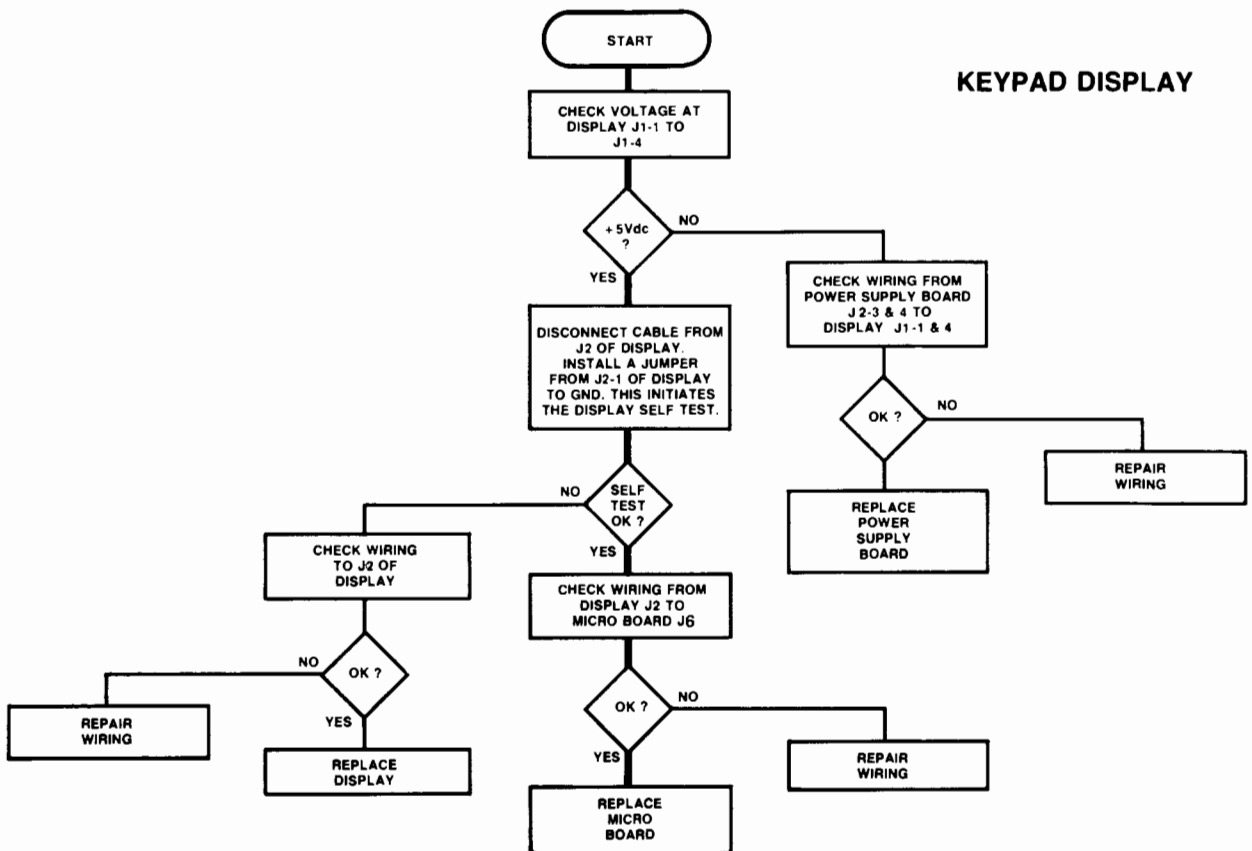 START
KEYPAD DISPLAY
CHECK VOLTAGE AT
DISPLAY J1-1 TO
J1-4
+5Vdc
?
NO
YES
CHECK WIRING FROM
POWER SUPPLY BOARD
J2-3 & 4 TO
DISPLAY J1-1 & 4
DISCONNECT CABLE FROM
J2 OF DISPLAY.
INSTALL A JUMPER
FROM J2-1 OF DISPLAY
TO GND. THIS INITIATES
THE DISPLAY SELF TEST.
OK ?
NO
REPAIR
WIRING
REPLACE
POWER
SUPPLY
BOARD
SELF
TEST
OK ?
NO
YES
CHECK WIRING
TO J2 OF
DISPLAY
CHECK WIRING FROM
DISPLAY J2 TO
MICRO BOARD J6
OK ?
NO
YES
REPAIR
WIRING
REPLACE
DISPLAY
OK ?
NO
YES
REPAIR
WIRING
REPLACE
MICRO
BOARD